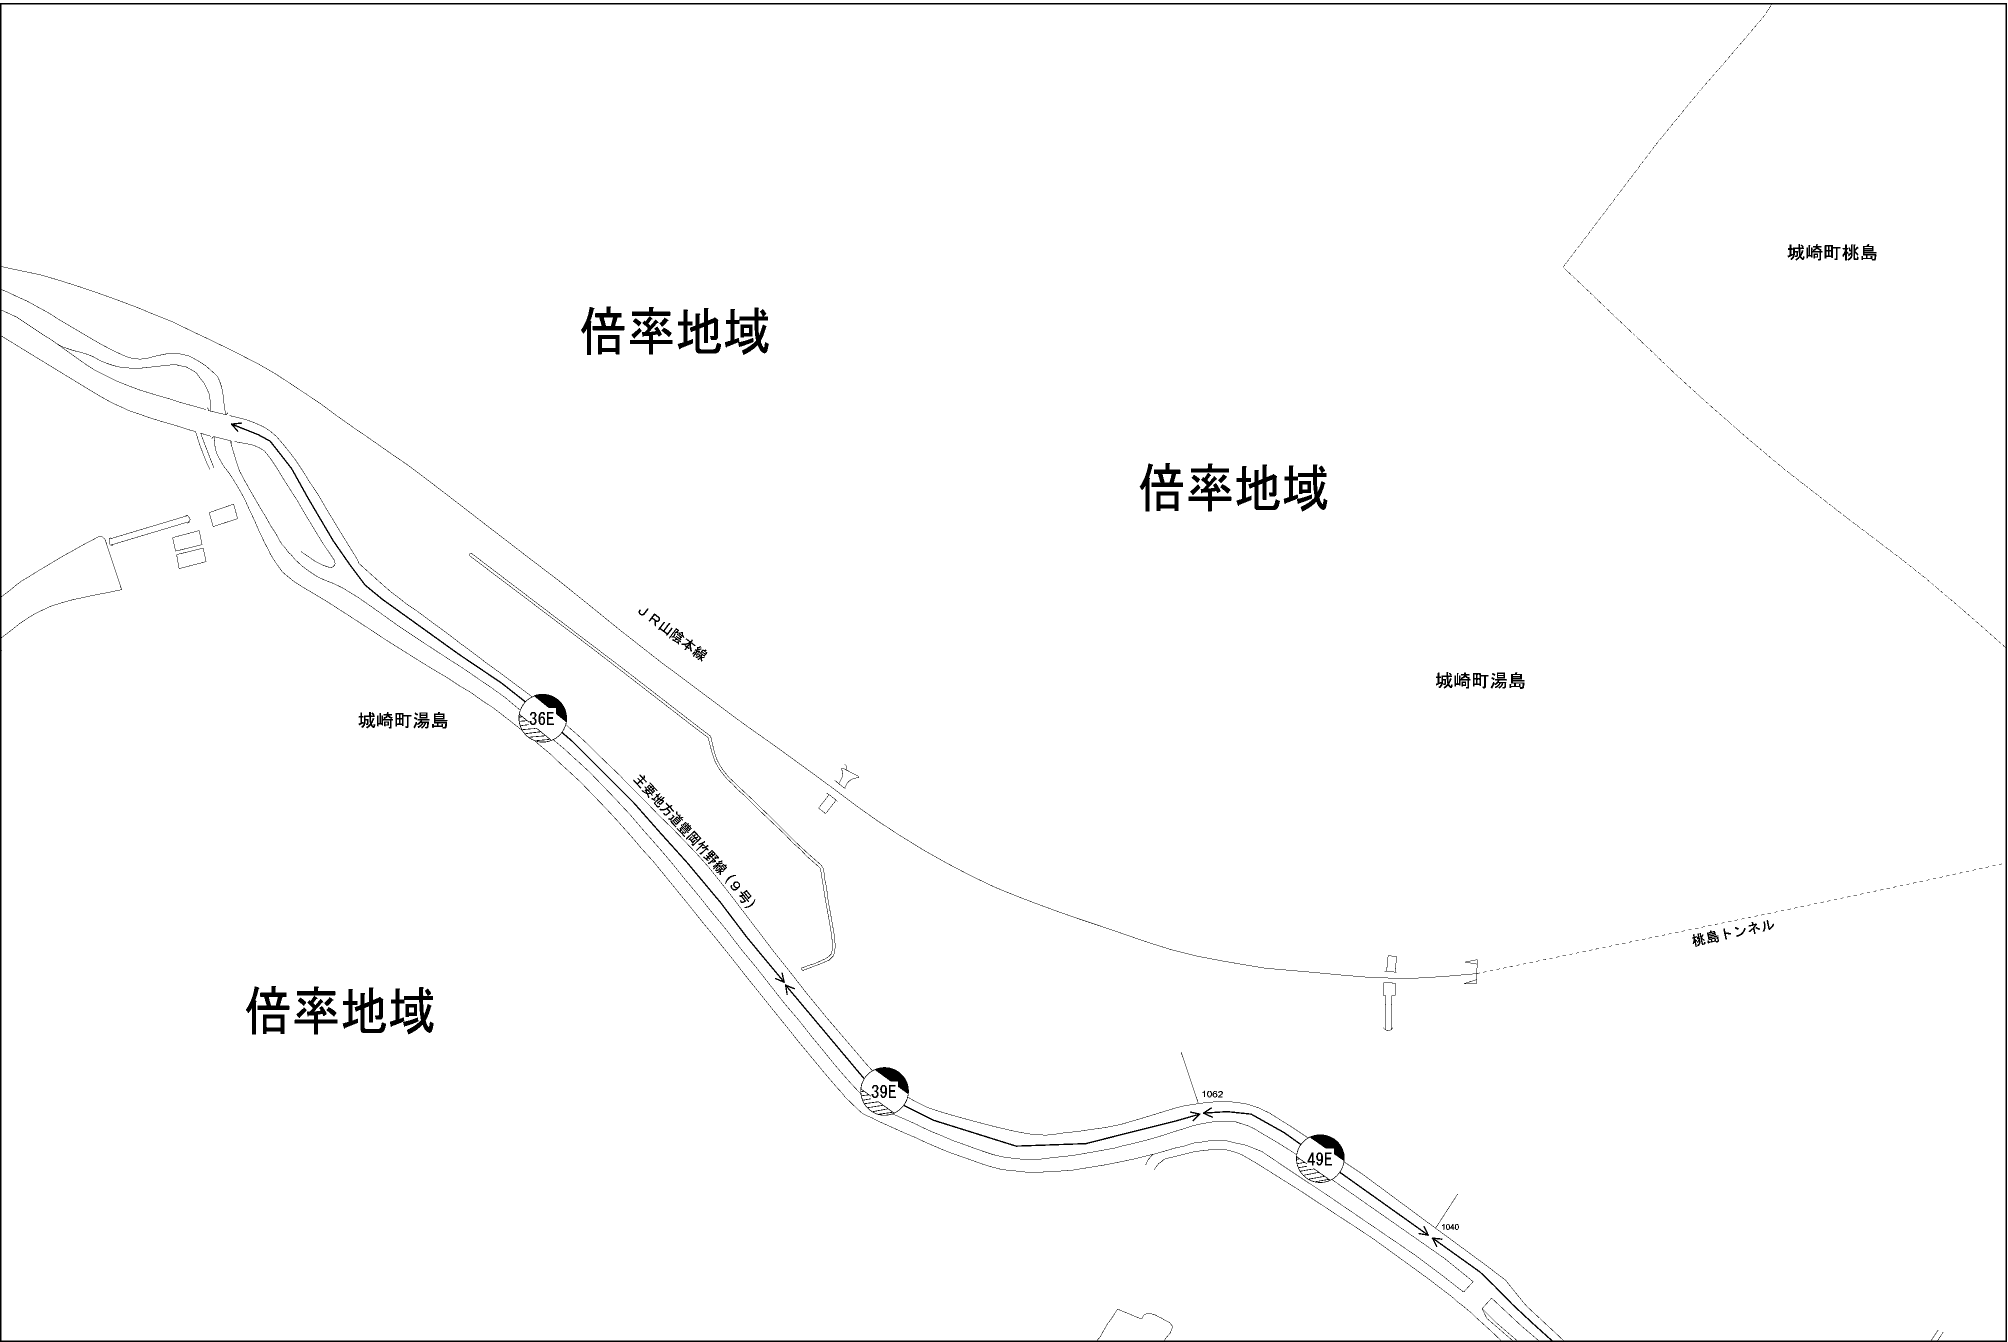 城崎町桃島
倍率地域
倍率地域
JR山陰本線
城崎町湯島
城崎町湯島
36E
主要地方道豊岡竹野線(9号)
桃島トンネル
倍率地域
39E
1062
49E
1040